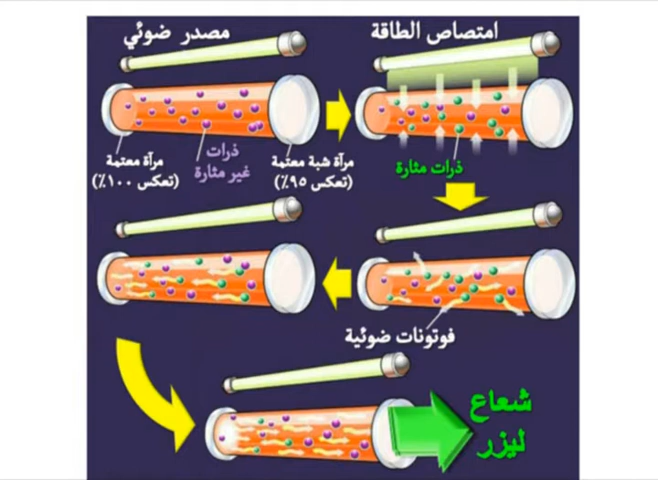 مصدر ضوئي
امتصاص الطاقة
مرآة معتمة
(تعكس ١٠٠٪)
ذرات
غير مثارة
مرآة شبة معتمة
(تعكس ٩٥٪)
ذرات مثارة
فوتونات ضوئية
شعاع
ليزر